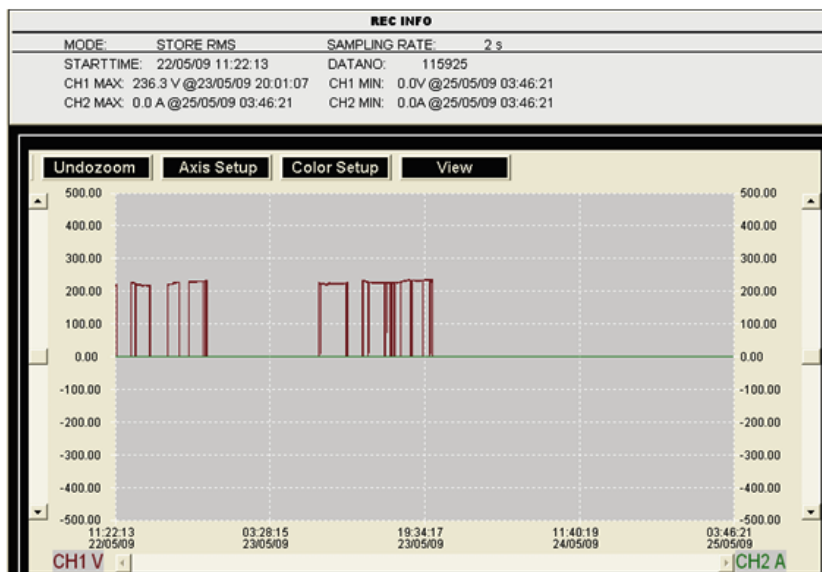 REC INFO
MODE: STORE RMS SAMPLING RATE: 2 s
STARTTIME: 22/05/09 11:22:13 DATANO: 115925
CH1 MAX: 236.3 V @23/05/09 20:01:07 CH1 MIN: 0.0V @25/05/09 03:46:21
CH2 MAX: 0.0 A @25/05/09 03:46:21 CH2 MIN: 0.0A @25/05/09 03:46:21
Undozoom Axis Setup Color Setup View
500.00 500.00
400.00 400.00
300.00 300.00
200.00 200.00
100.00 100.00
0.00 0.00
-100.00 -100.00
-200.00 -200.00
-300.00 -300.00
-400.00 -400.00
-500.00 -500.00
11:22:13 03:28:15 19:34:17 11:40:19 03:46:21
22/05/09 23/05/09 23/05/09 24/05/09 25/05/09
CH1 V CH2 A